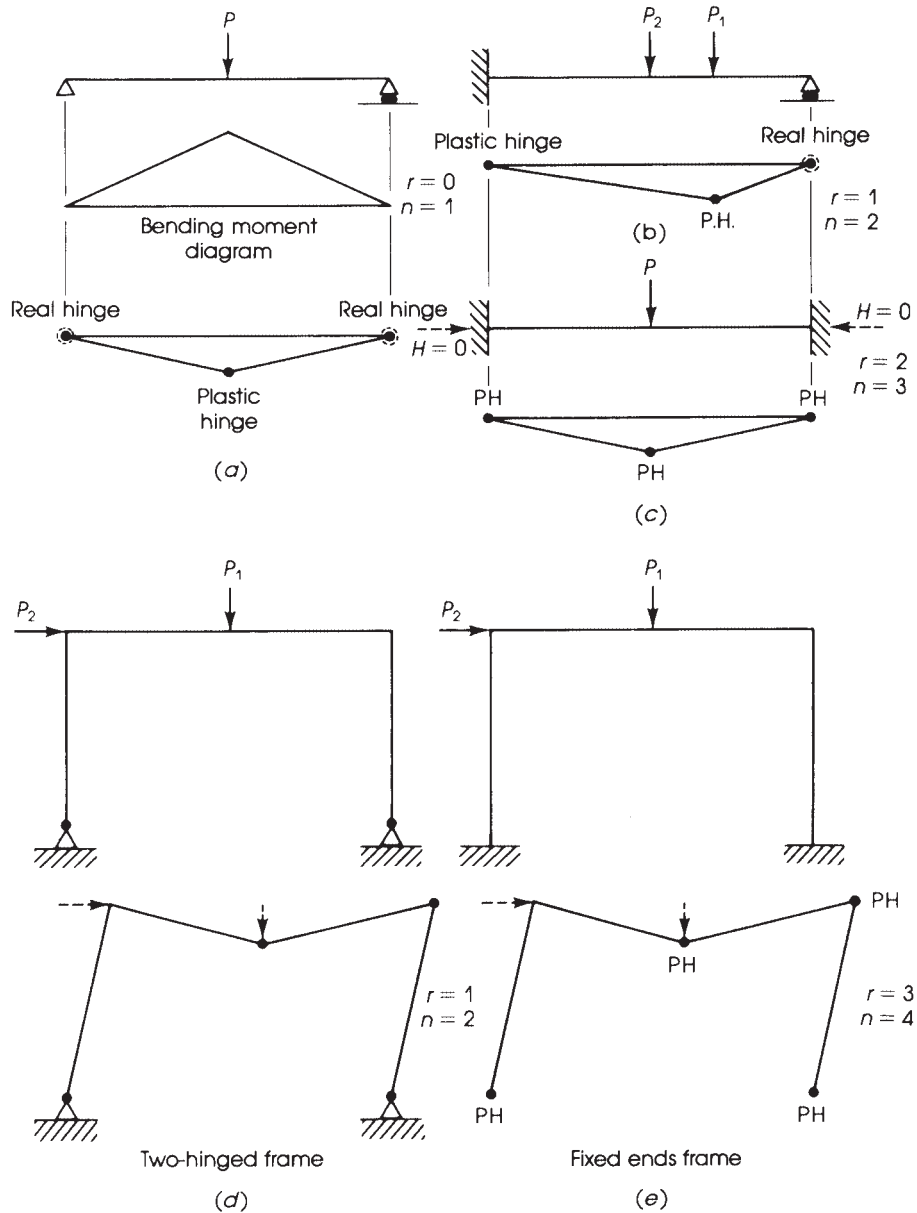 P
r = 0
n = 1
Bending moment
diagram
Real hinge
Real hinge
Plastic
hinge
(a)
P₂
P₁
Plastic hinge
Real hinge
P.H.
r = 1
n = 2
(b)
P
H = 0
H = 0
r = 2
n = 3
PH
PH
PH
(c)
P₁
P₂
r = 1
n = 2
Two-hinged frame
(d)
P₁
P₂
PH
PH
r = 3
n = 4
PH
PH
Fixed ends frame
(e)